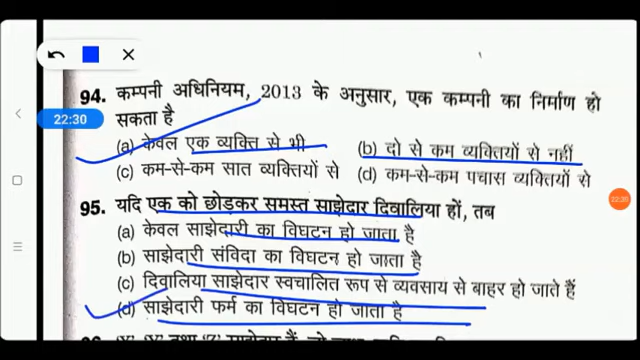 94. कम्पनी अधिनियम, 2013 के अनुसार, एक कम्पनी का निर्माण हो
22:30
सकता है
(a) केवल एक व्यक्ति से भी (b) दो से कम व्यक्तियों से नहीं
(c) कम-से-कम सात व्यक्तियों से (d) कम-से-कम पचास व्यक्तियों से
22:30
95. यदि एक को छोड़कर समस्त साझेदार दिवालिया हों, तब
(a) केवल साझेदारी का विघटन हो जाता है
(b) साझेदारी संविदा का विघटन हो जाता है
(c) दिवालिया साझेदार स्वचालित रूप से व्यवसाय से बाहर हो जाते हैं
(d) साझेदारी फर्म का विघटन हो जाता है